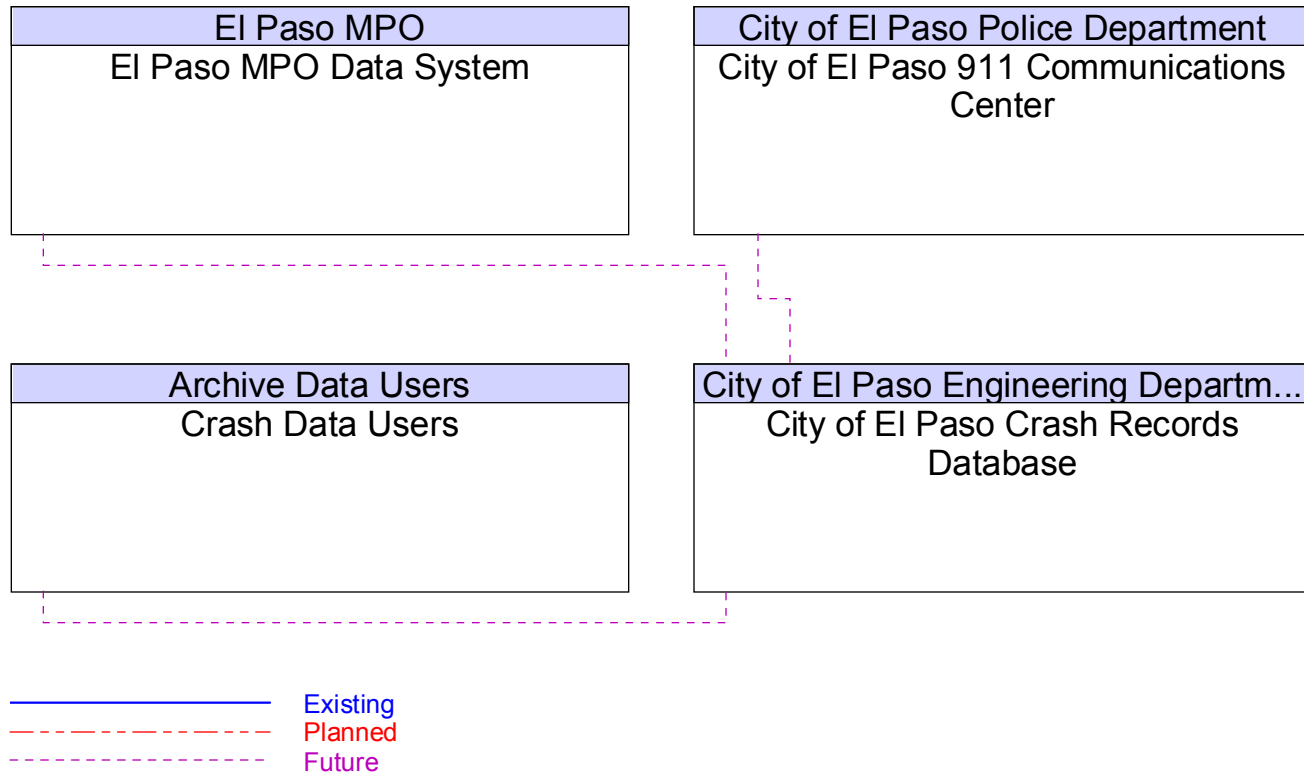 El Paso MPO
El Paso MPO Data System
City of El Paso Police Department
City of El Paso 911 Communications
Center
Archive Data Users
Crash Data Users
City of El Paso Engineering Departm...
City of El Paso Crash Records
Database
Existing
Planned
Future